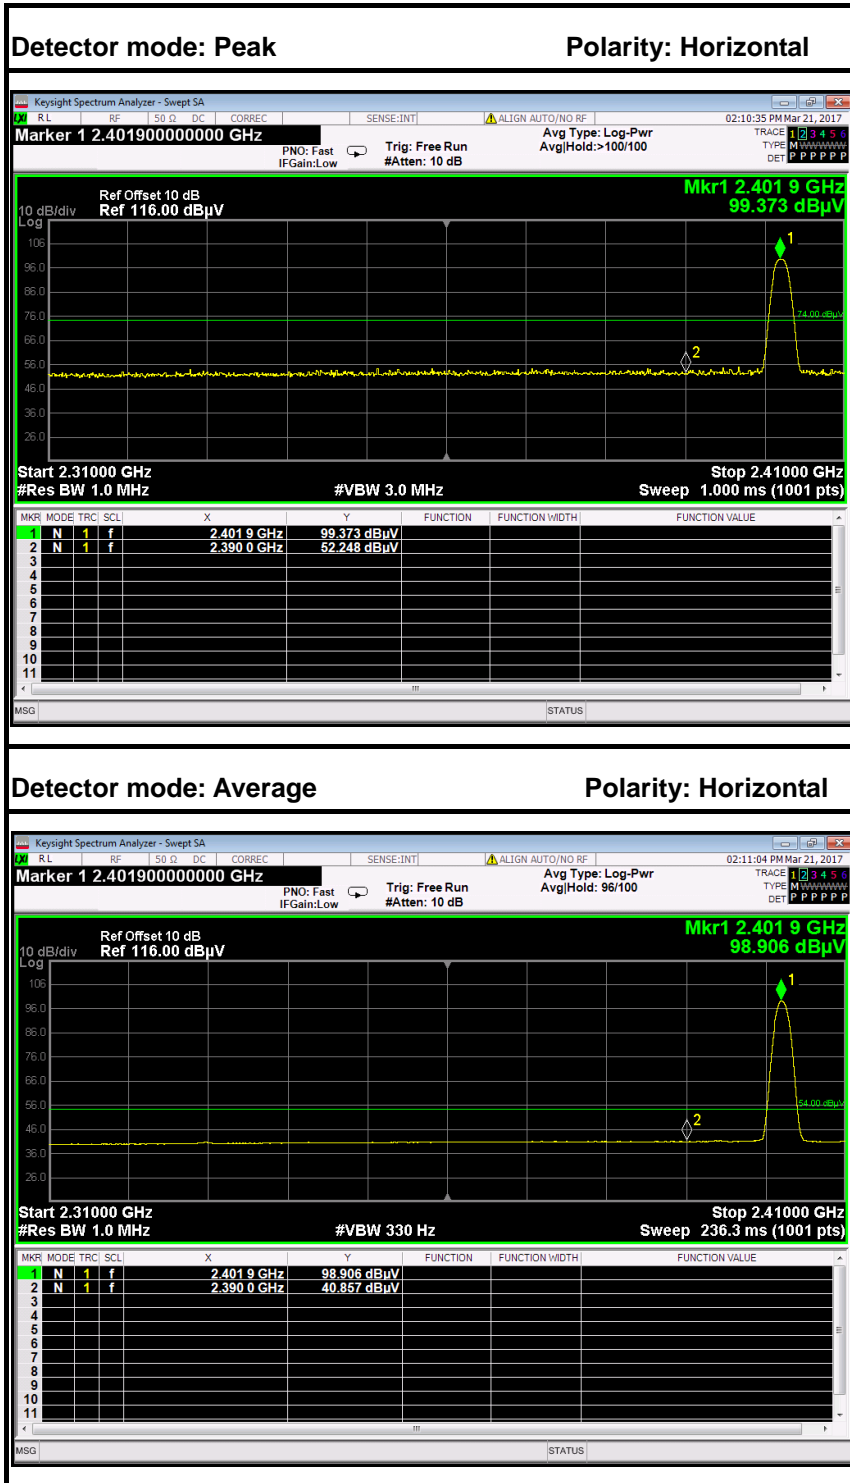 Detector mode: Peak Polarity: Horizontal
Keysight Spectrum Analyzer - Swept SA
LXI RL RF 50 Ω DC CORREC SENSE:INT ALIGN AUTO/NO RF 02:10:35 PM Mar 21, 2017
Marker 1 2.401900000000 GHz
PNO: Fast
IFGain:Low
Trig: Free Run
#Atten: 10 dB
Avg Type: Log-Pwr
Avg|Hold:>100/100
TRACE 1 2 3 4 5 6
TYPE M WWWWW
DET P P P P P P
Mkr1 2.401 9 GHz
99.373 dBµV
Ref Offset 10 dB
10 dB/div Ref 116.00 dBµV
Log
106
96.0
86.0
76.0
66.0
56.0
46.0
36.0
26.0
1
74.00 dBµV
2
Start 2.31000 GHz Stop 2.41000 GHz
#Res BW 1.0 MHz #VBW 3.0 MHz Sweep 1.000 ms (1001 pts)
MKR MODE TRC SCL X Y FUNCTION FUNCTION WIDTH FUNCTION VALUE
1 N 1 f 2.401 9 GHz 99.373 dBµV
2 N 1 f 2.390 0 GHz 52.248 dBµV
3
4
5
6
7
8
9
10
11
MSG STATUS
Detector mode: Average Polarity: Horizontal
Keysight Spectrum Analyzer - Swept SA
LXI RL RF 50 Ω DC CORREC SENSE:INT ALIGN AUTO/NO RF 02:11:04 PM Mar 21, 2017
Marker 1 2.401900000000 GHz
PNO: Fast
IFGain:Low
Trig: Free Run
#Atten: 10 dB
Avg Type: Log-Pwr
Avg|Hold: 96/100
TRACE 1 2 3 4 5 6
TYPE M WWWWW
DET P P P P P P
Mkr1 2.401 9 GHz
98.906 dBµV
Ref Offset 10 dB
10 dB/div Ref 116.00 dBµV
Log
106
96.0
86.0
76.0
66.0
56.0
46.0
36.0
26.0
1
54.00 dBµV
2
Start 2.31000 GHz Stop 2.41000 GHz
#Res BW 1.0 MHz #VBW 330 Hz Sweep 236.3 ms (1001 pts)
MKR MODE TRC SCL X Y FUNCTION FUNCTION WIDTH FUNCTION VALUE
1 N 1 f 2.401 9 GHz 98.906 dBµV
2 N 1 f 2.390 0 GHz 40.857 dBµV
3
4
5
6
7
8
9
10
11
MSG STATUS